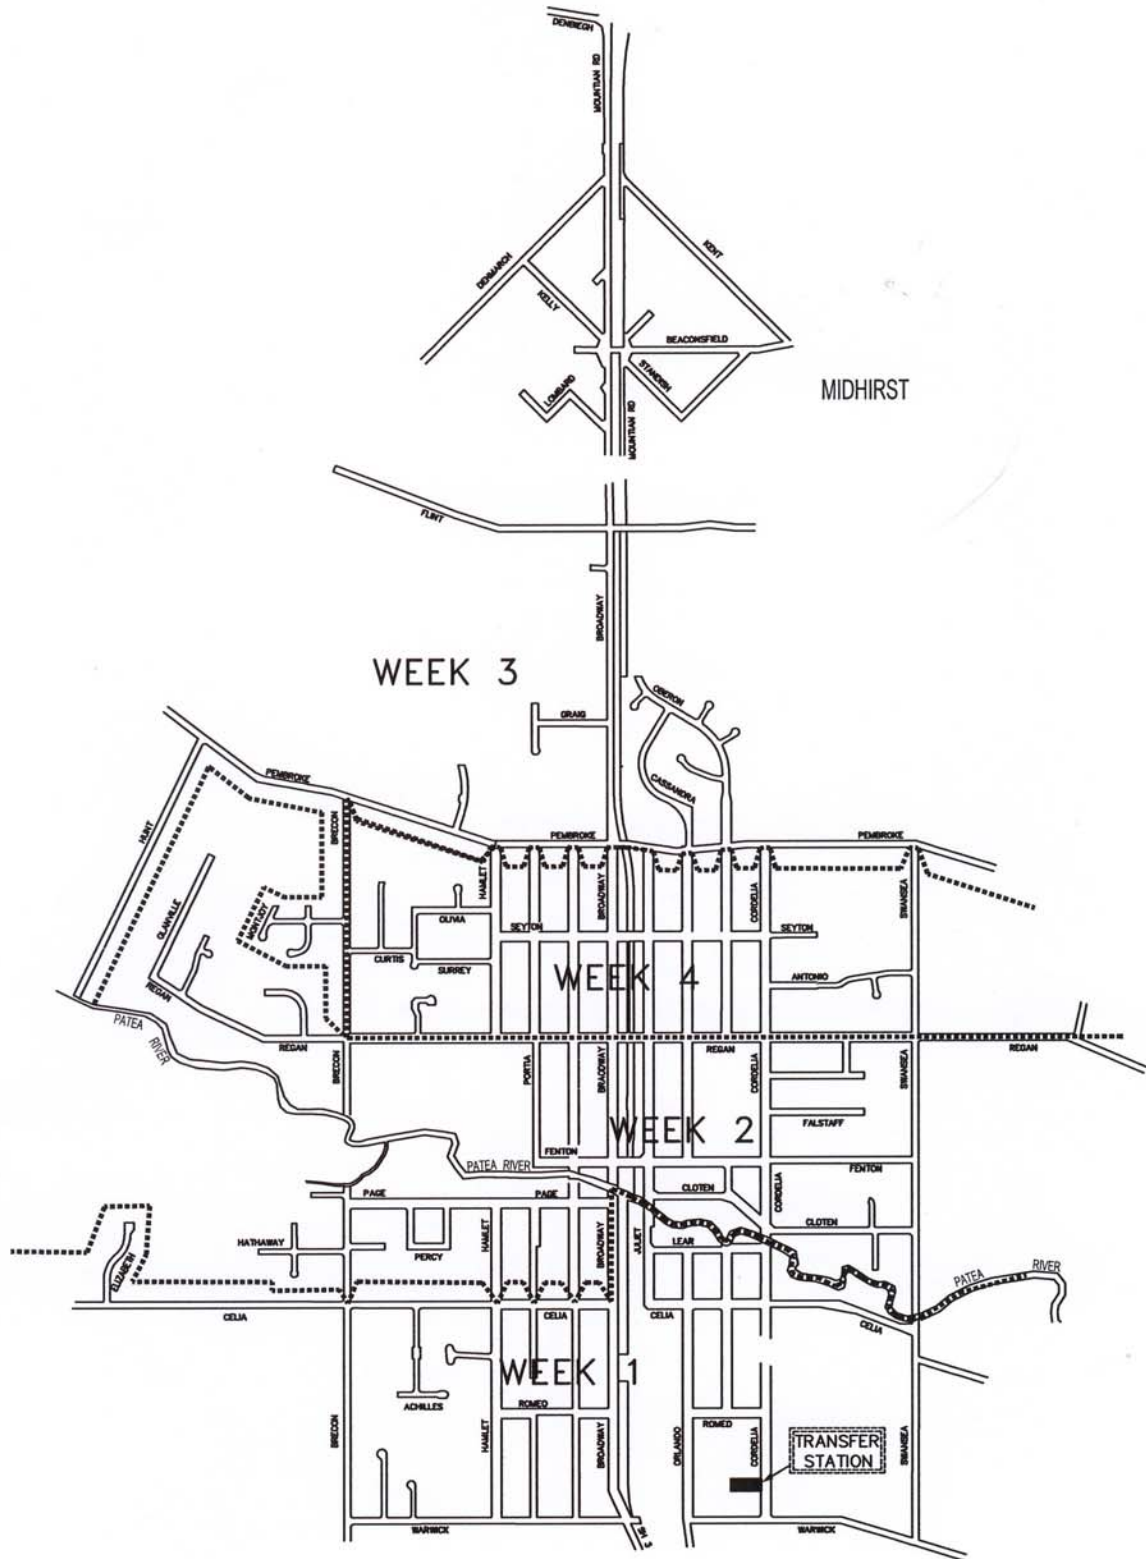 DENBIEGH
MOUNTIAN RD
KENT
DENMARCH
KELLY
BEACONSFIELD
STANDISH
LOMBARD
MIDHIRST
MOUNTIAN RD
FLINT
BROADWAY
WEEK 3
OBERON
CRAIG
PEMBROKE
CASSANDRA
HUNT
BRECON
PEMBROKE
PEMBROKE
HAMLET
BROADWAY
CORDELIA
SWANSEA
GLANVILLE
MONTJOY
OLIVIA
SEYTON
SEYTON
CURTIS
SURREY
WEEK 4
ANTONIO
REGAN
PATEA
RIVER
REGAN
REGAN
REGAN
BRECON
PORTIA
BRAODWAY
CORDELIA
SWANSEA
WEEK 2
FALSTAFF
FENTON
PATEA RIVER
FENTON
PAGE
PAGE
CLOTEN
CORDELIA
HATHAWAY
HAMLET
PERCY
BROADWAY
JULIET
LEAR
CLOTEN
ELIZABETH
PATEA
RIVER
CELIA
CELIA
CELIA
CELIA
WEEK 1
ACHILLES
ROMEO
ROMEO
BRECON
HAMLET
BROADWAY
ORLANDO
CORDELIA
TRANSFER
STATION
SWANSEA
WARWICK
SH 3
WARWICK